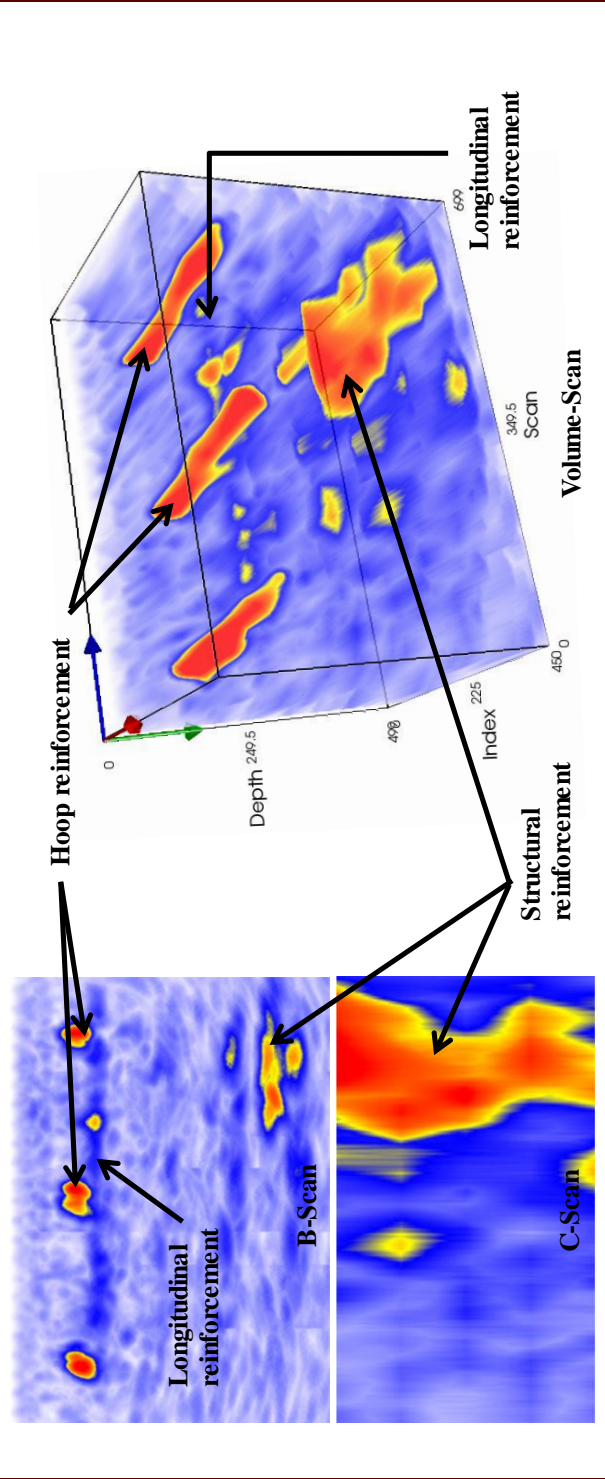 Hoop reinforcement
Longitudinal
reinforcement
B-Scan
C-Scan
Structural
reinforcement
0
Depth 249.5
490
Index
225
450
0
349.5
Scan
699
Volume-Scan
Longitudinal
reinforcement